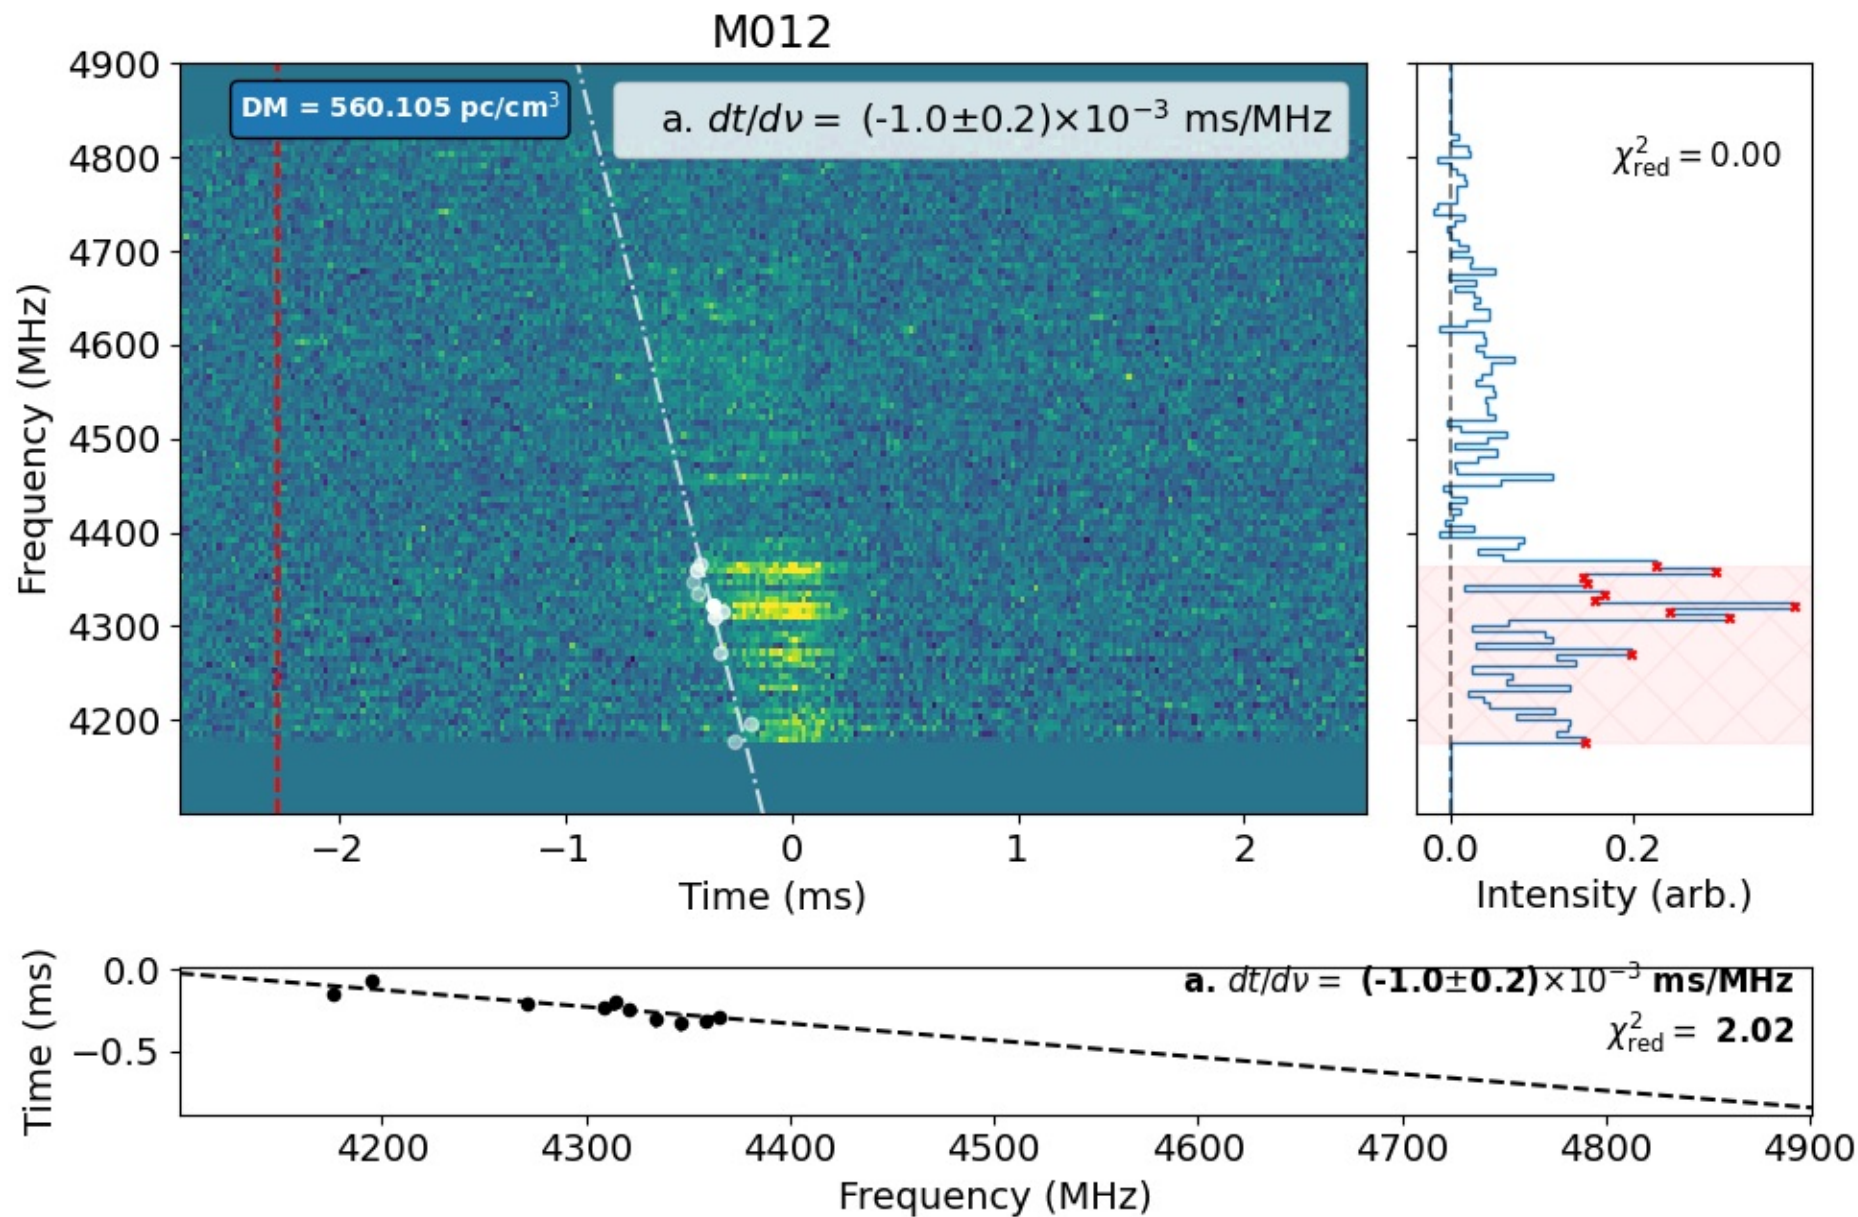 M012
4900
4800
4700
4600
4500
4400
4300
4200
Frequency (MHz)
DM = 560.105 pc/cm³
a. dt/dν = (-1.0±0.2)×10⁻³ ms/MHz
−2 −1 0 1 2
Time (ms)
χ²red = 0.00
0.0 0.2
Intensity (arb.)
Time (ms)
0.0
−0.5
a. dt/dν = (-1.0±0.2)×10⁻³ ms/MHz
χ²red = 2.02
4200 4300 4400 4500 4600 4700 4800 4900
Frequency (MHz)